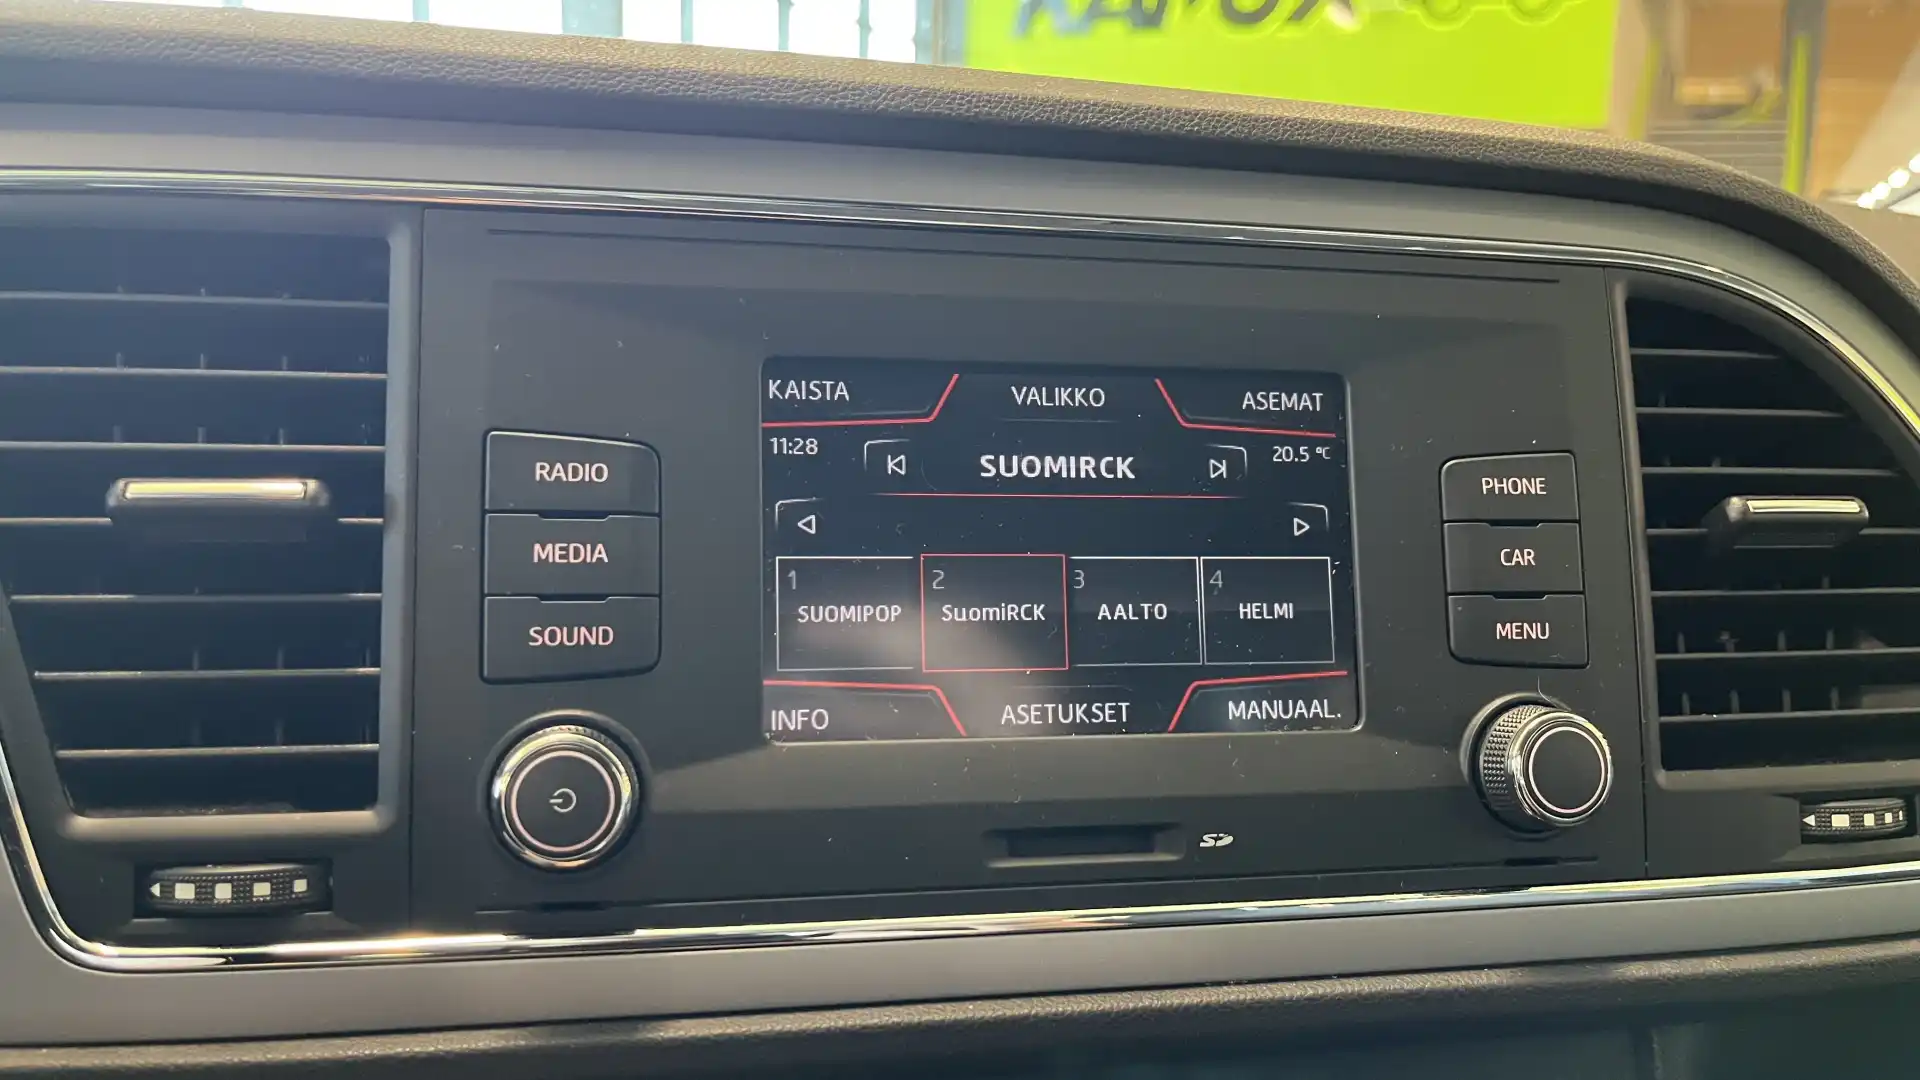 KAISTA VALIKKO ASEMAT
11:28 SUOMIRCK 20.5 °C
1 2 3 4
SUOMIPOP SuomiRCK AALTO HELMI
INFO ASETUKSET MANUAAL.
RADIO
MEDIA
SOUND
PHONE
CAR
MENU
SD